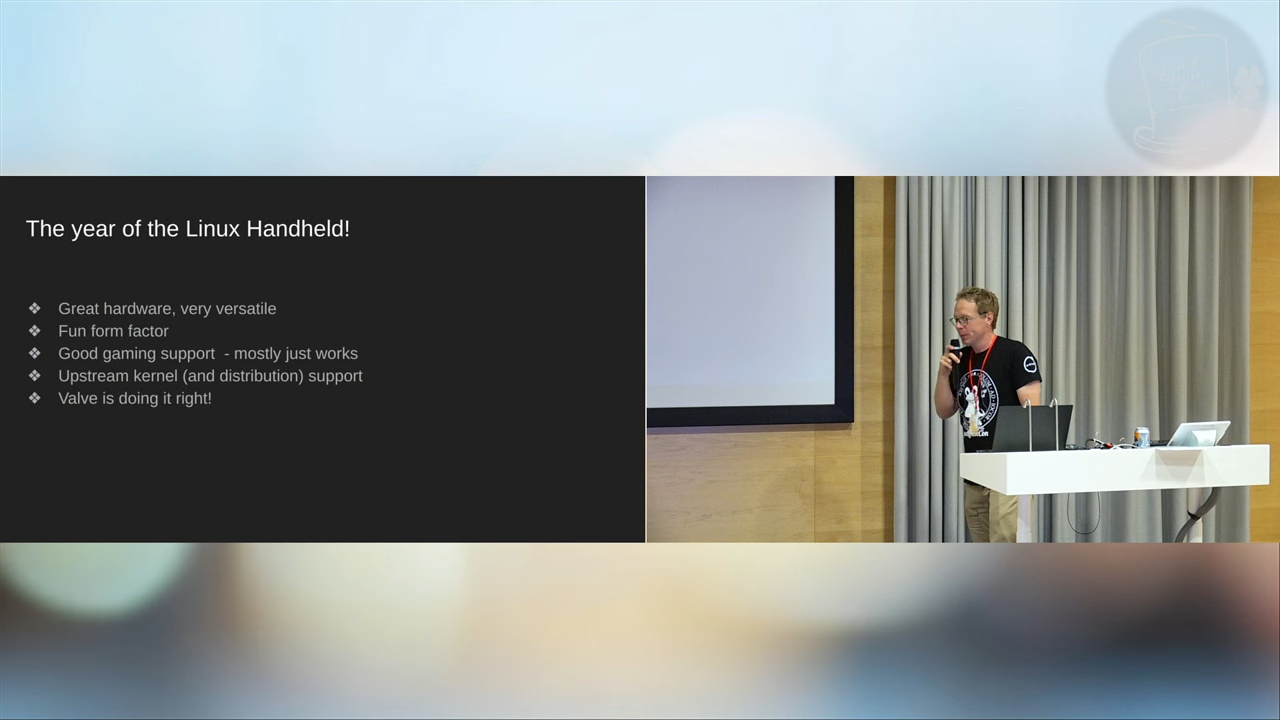 The year of the Linux Handheld!
❖ Great hardware, very versatile
❖ Fun form factor
❖ Good gaming support - mostly just works
❖ Upstream kernel (and distribution) support
❖ Valve is doing it right!